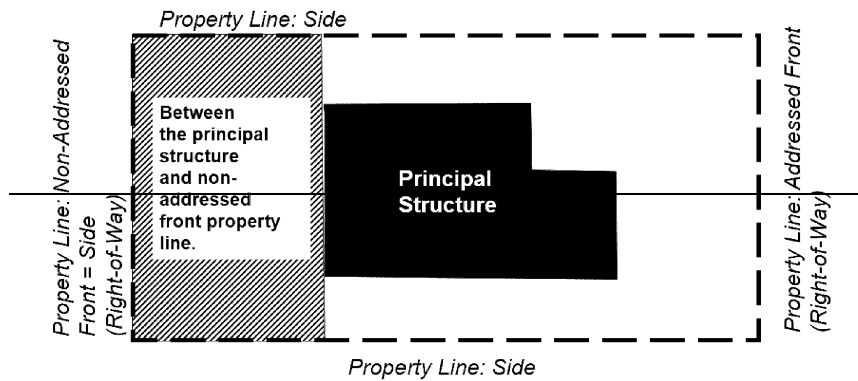 Property Line: Side
Property Line: Non-Addressed
Front = Side
(Right-of-Way)
Between
the principal
structure
and non-
addressed
front property
line.
Principal
Structure
Property Line: Addressed Front
(Right-of-Way)
Property Line: Side